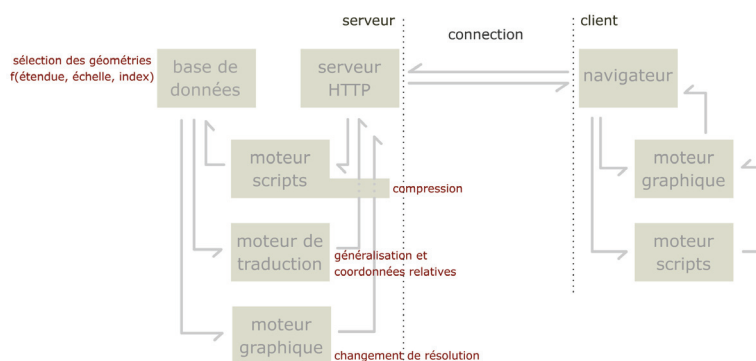 serveur
connection
client
sélection des géométries
f(étendue, échelle, index)
base de
données
serveur
HTTP
navigateur
moteur
scripts
compression
moteur
graphique
moteur de
traduction
généralisation et
coordonnées relatives
moteur
scripts
moteur
graphique
changement de résolution